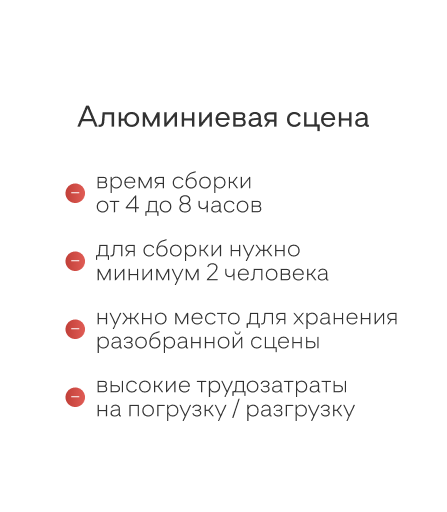 Алюминиевая сцена
время сборки
от 4 до 8 часов
для сборки нужно
минимум 2 человека
нужно место для хранения
разобранной сцены
высокие трудозатраты
на погрузку / разгрузку